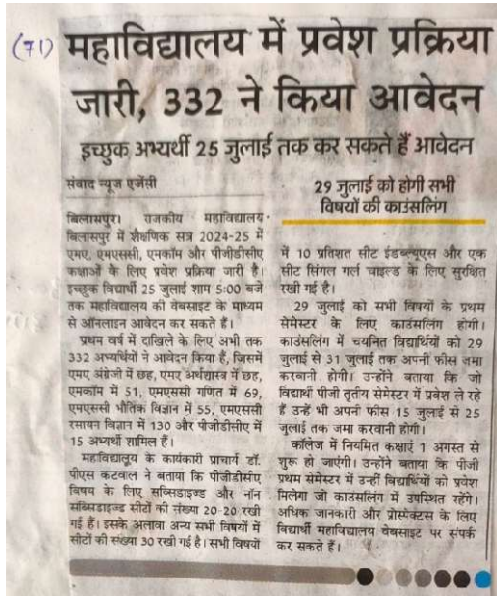 (71)
महाविद्यालय में प्रवेश प्रक्रिया
जारी, 332 ने किया आवेदन
इच्छुक अभ्यर्थी 25 जुलाई तक कर सकते हैं आवेदन
संवाद न्यूज एजेंसी
बिलासपुर। राजकीय महाविद्यालय
बिलासपुर में शैक्षणिक सत्र 2024-25 में
एमए, एमएससी, एमकॉम और पीजीडीसीए
कक्षाओं के लिए प्रवेश प्रक्रिया जारी है।
इच्छुक विद्यार्थी 25 जुलाई शाम 5:00 बजे
तक महाविद्यालय की वेबसाइट के माध्यम
से ऑनलाइन आवेदन कर सकते हैं।
प्रथम वर्ष में दाखिले के लिए अभी तक
332 अभ्यर्थियों ने आवेदन किया हैं, जिसमें
एमए अंग्रेजी में छह, एमए अर्थशास्त्र में छह,
एमकॉम में 51, एमएससी गणित में 69,
एमएससी भौतिक विज्ञान में 55, एमएससी
रसायन विज्ञान में 130 और पीजीडीसीए में
15 अभ्यर्थी शामिल हैं।
महाविद्यालय के कार्यकारी प्राचार्य डॉ.
पीएस कटवाल ने बताया कि पीजीडीसीए
विषय के लिए सब्सिडाइज्ड और नॉन
सब्सिडाइज्ड सीटों की संख्या 20-20 रखी
गई हैं। इसके अलावा अन्य सभी विषयों में
सीटों की संख्या 30 रखी गई है। सभी विषयों
29 जुलाई को होगी सभी
विषयों की काउंसलिंग
में 10 प्रतिशत सीट ईडब्ल्यूएस और एक
सीट सिंगल गर्ल चाइल्ड के लिए सुरक्षित
रखी गई है।
29 जुलाई को सभी विषयों के प्रथम
सेमेस्टर के लिए काउंसलिंग होगी।
काउंसलिंग में चयनित विद्यार्थियों को 29
जुलाई से 31 जुलाई तक अपनी फीस जमा
करवानी होगी। उन्होंने बताया कि जो
विद्यार्थी पीजी तृतीय सेमेस्टर में प्रवेश ले रहे
हैं उन्हें भी अपनी फीस 15 जुलाई से 25
जुलाई तक जमा करवानी होगी।
कॉलेज में नियमित कक्षाएं 1 अगस्त से
शुरू हो जाएंगी। उन्होंने बताया कि पीजी
प्रथम सेमेस्टर में उन्हीं विद्यार्थियों को प्रवेश
मिलेगा जो काउंसलिंग में उपस्थित रहेंगे।
अधिक जानकारी और प्रोस्पेक्टस के लिए
विद्यार्थी महाविद्यालय वेबसाइट पर संपर्क
कर सकते हैं।